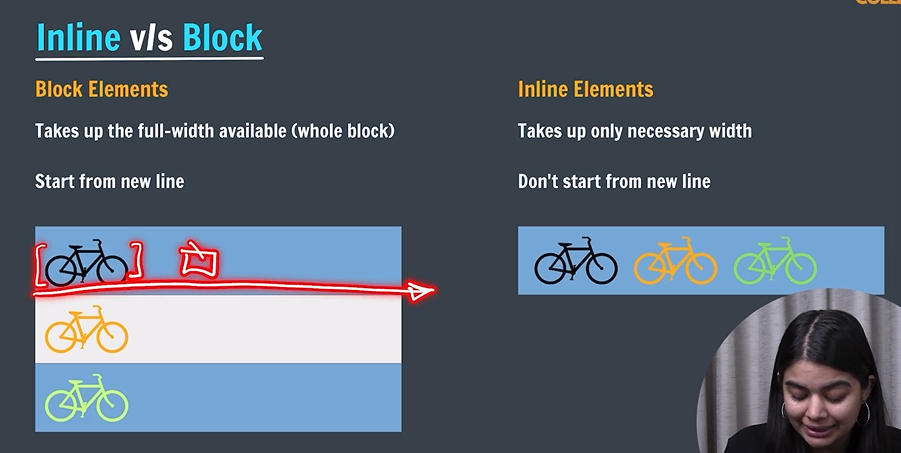 Inline v/s Block
Block Elements
Takes up the full-width available (whole block)
Start from new line
Inline Elements
Takes up only necessary width
Don't start from new line